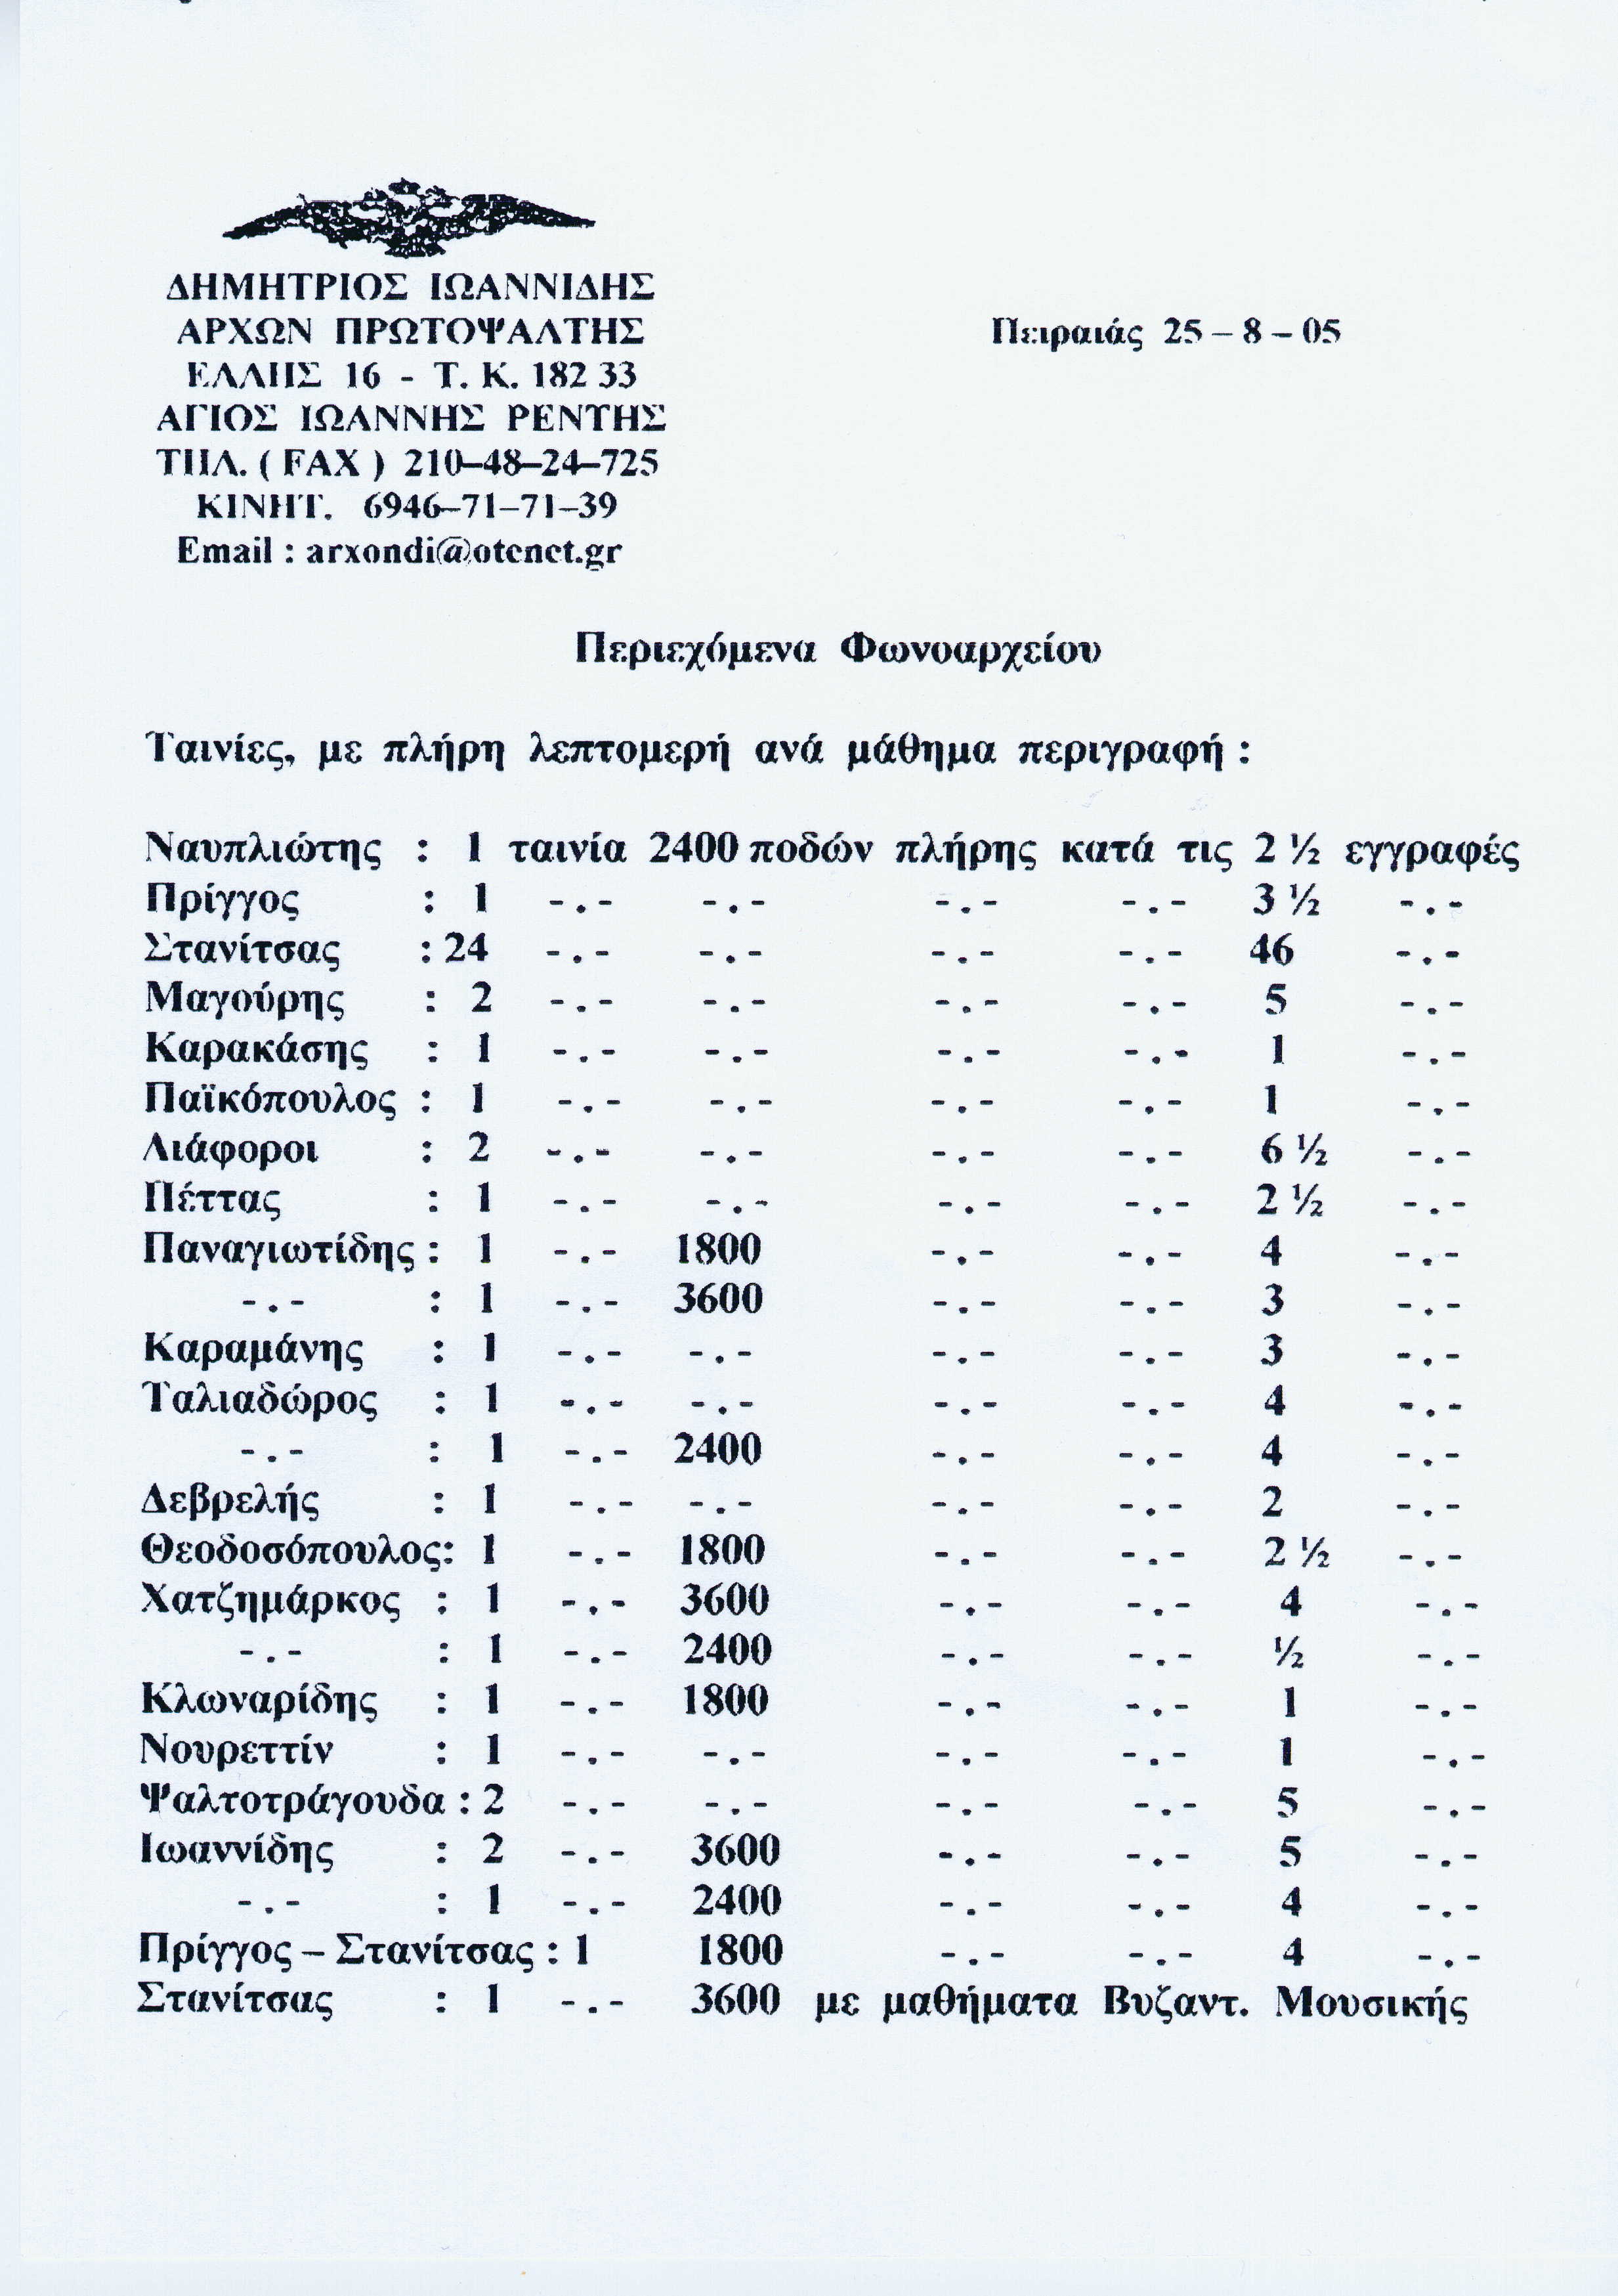 ΔΗΜΗΤΡΙΟΣ ΙΩΑΝΝΙΔΗΣ
ΑΡΧΩΝ ΠΡΩΤΟΨΑΛΤΗΣ
ΕΛΛΗΣ 16 - Τ. Κ. 182 33
ΑΓΙΟΣ ΙΩΑΝΝΗΣ ΡΕΝΤΗΣ
ΤΗΛ. ( FAX ) 210–48–24–725
ΚΙΝΗΤ. 6946–71–71–39
Email : arxondi@otenet.gr
Πειραιάς 25 – 8 – 05
Περιεχόμενα Φωνοαρχείου
Ταινίες, με πλήρη λεπτομερή ανά μάθημα περιγραφή :
Ναυπλιώτης : 1 ταινία 2400 ποδών πλήρης κατά τις 2 ½ εγγραφές
Πρίγγος : 1 -.- -.- -.- -.- 3 ½ -.-
Στανίτσας : 24 -.- -.- -.- -.- 46 -.-
Μαγούρης : 2 -.- -.- -.- -.- 5 -.-
Καρακάσης : 1 -.- -.- -.- -.- 1 -.-
Παϊκόπουλος : 1 -.- -.- -.- -.- 1 -.-
Διάφοροι : 2 -.- -.- -.- -.- 6 ½ -.-
Πέττας : 1 -.- -.- -.- -.- 2 ½ -.-
Παναγιωτίδης : 1 -.- 1800 -.- -.- 4 -.-
-.- : 1 -.- 3600 -.- -.- 3 -.-
Καραμάνης : 1 -.- -.- -.- -.- 3 -.-
Ταλιαδώρος : 1 -.- -.- -.- -.- 4 -.-
-.- : 1 -.- 2400 -.- -.- 4 -.-
Δεβρελής : 1 -.- -.- -.- -.- 2 -.-
Θεοδοσόπουλος: 1 -.- 1800 -.- -.- 2 ½ -.-
Χατζημάρκος : 1 -.- 3600 -.- -.- 4 -.-
-.- : 1 -.- 2400 -.- -.- ½ -.-
Κλωναρίδης : 1 -.- 1800 -.- -.- 1 -.-
Νουρεττίν : 1 -.- -.- -.- -.- 1 -.-
Ψαλτοτράγουδα : 2 -.- -.- -.- -.- 5 -.-
Ιωαννίδης : 2 -.- 3600 -.- -.- 5 -.-
-.- : 1 -.- 2400 -.- -.- 4 -.-
Πρίγγος – Στανίτσας : 1 1800 -.- -.- 4 -.-
Στανίτσας : 1 -.- 3600 με μαθήματα Βυζαντ. Μουσικής